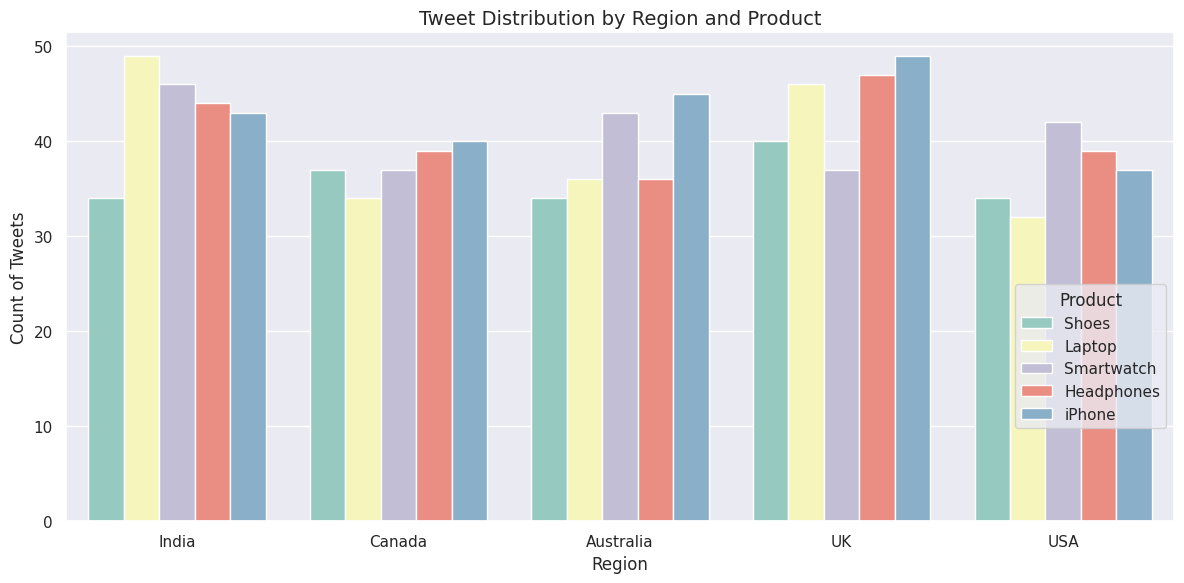 Tweet Distribution by Region and Product
Count of Tweets
50
40
30
20
10
0
India
Canada
Australia
UK
USA
Region
Product
Shoes
Laptop
Smartwatch
Headphones
iPhone